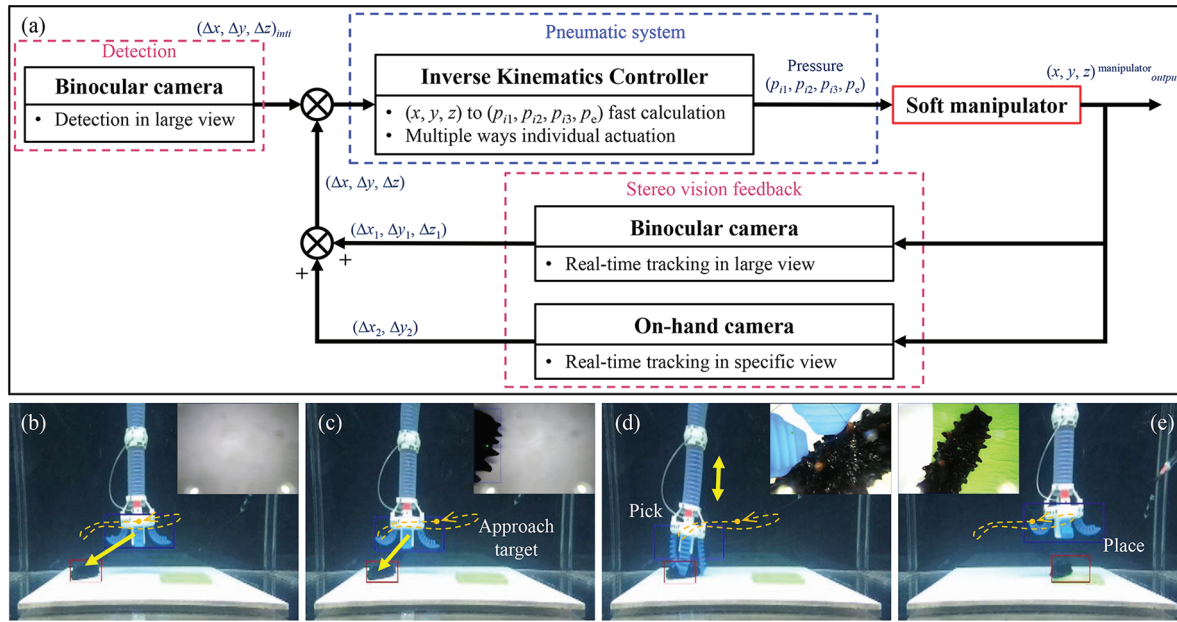 (a)
(Δx, Δy, Δz)inti
Detection
Binocular camera
• Detection in large view
Pneumatic system
Inverse Kinematics Controller
• (x, y, z) to (pi1, pi2, pi3, pe) fast calculation
• Multiple ways individual actuation
Pressure
(pi1, pi2, pi3, pe)
Soft manipulator
(x, y, z)manipulator output
(Δx, Δy, Δz)
Stereo vision feedback
(Δx1, Δy1, Δz1)
Binocular camera
• Real-time tracking in large view
+ +
(Δx2, Δy2)
On-hand camera
• Real-time tracking in specific view
(b)
(c)
Approach
target
(d)
Pick
(e)
Place